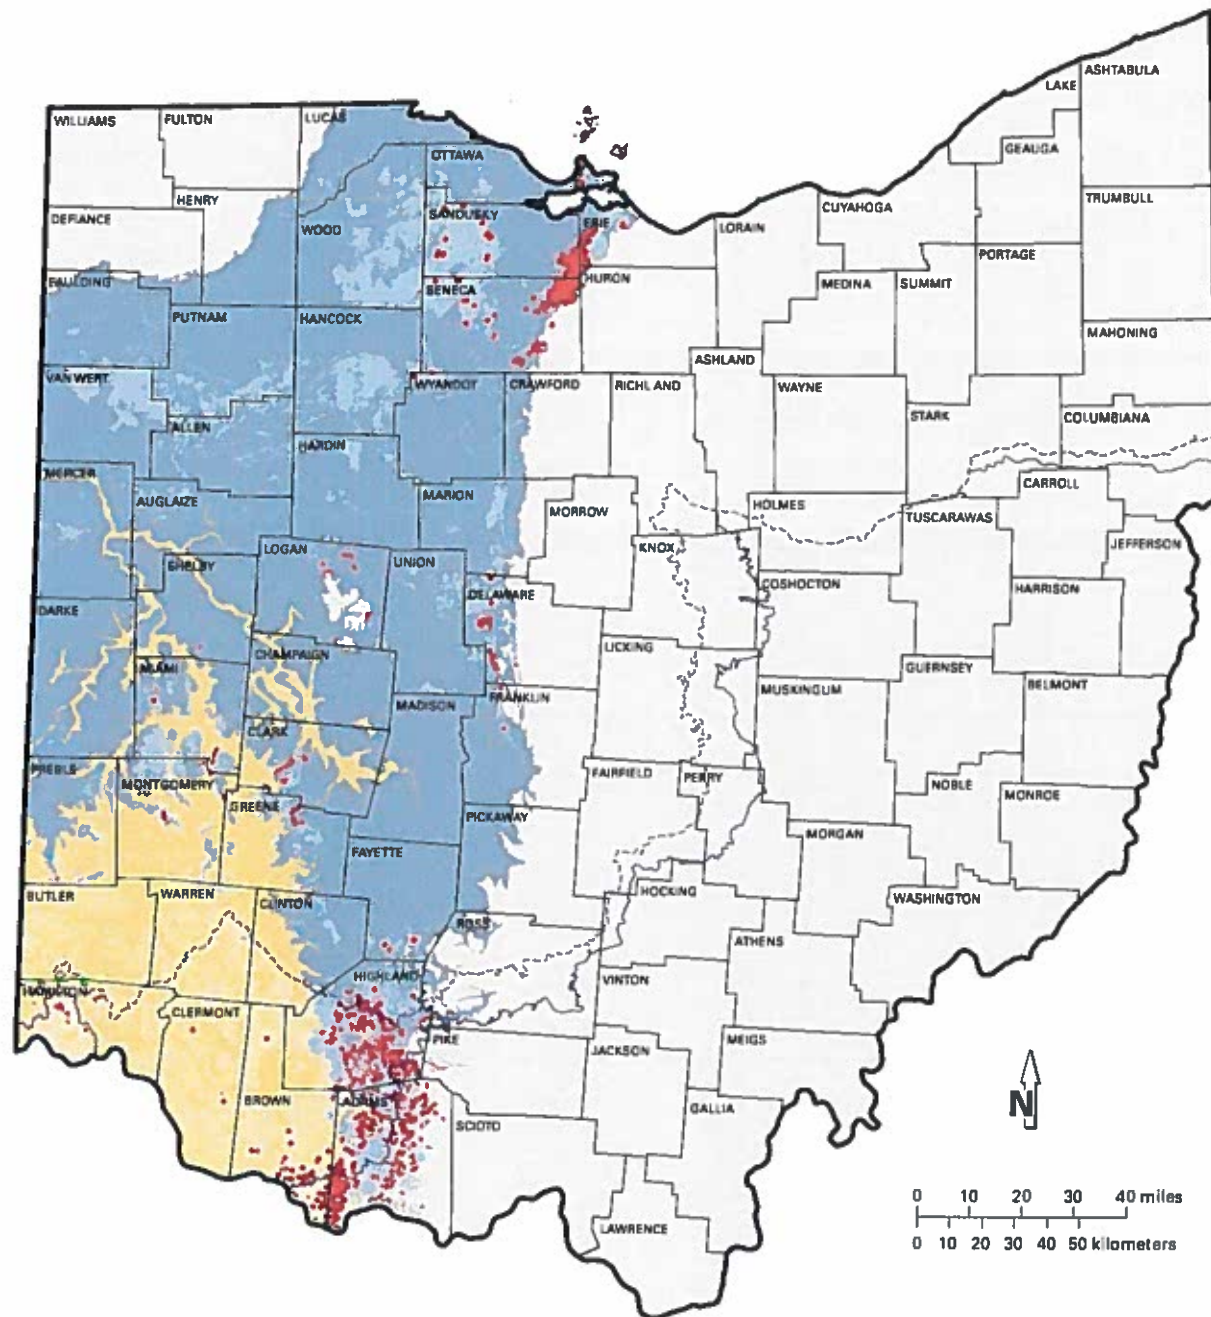 ASHTABULA
LAKE
WILLIAMS
FULTON
LUCAS
GEAUGA
OTTAWA
TRUMBULL
HENRY
CUYAHOGA
DEFIANCE
SANDUSKY
ERIE
LORAIN
WOOD
PORTAGE
PAULDING
SENECA
HURON
MEDINA
SUMMIT
PUTNAM
HANCOCK
MAHONING
ASHLAND
VAN WERT
WYANDOT
CRAWFORD
RICHLAND
WAYNE
STARK
COLUMBIANA
ALLEN
HARDIN
MERCER
CARROLL
AUGLAIZE
MARION
MORROW
HOLMES
TUSCARAWAS
LOGAN
UNION
KNOX
JEFFERSON
SHELBY
DELAWARE
COSHOCTON
HARRISON
DARKE
LICKING
CHAMPAIGN
MIAMI
GUERNSEY
BELMONT
MADISON
FRANKLIN
MUSKINGUM
CLARK
PREBLE
MONTGOMERY
FAIRFIELD
PERRY
NOBLE
MONROE
GREENE
PICKAWAY
MORGAN
FAYETTE
BUTLER
WARREN
CLINTON
HOCKING
WASHINGTON
ROSS
ATHENS
HIGHLAND
VINTON
HAMILTON
CLERMONT
PIKE
JACKSON
MEIGS
BROWN
ADAMS
GALLIA
SCIOTO
N
LAWRENCE
0 10 20 30 40 miles
0 10 20 30 40 50 kilometers